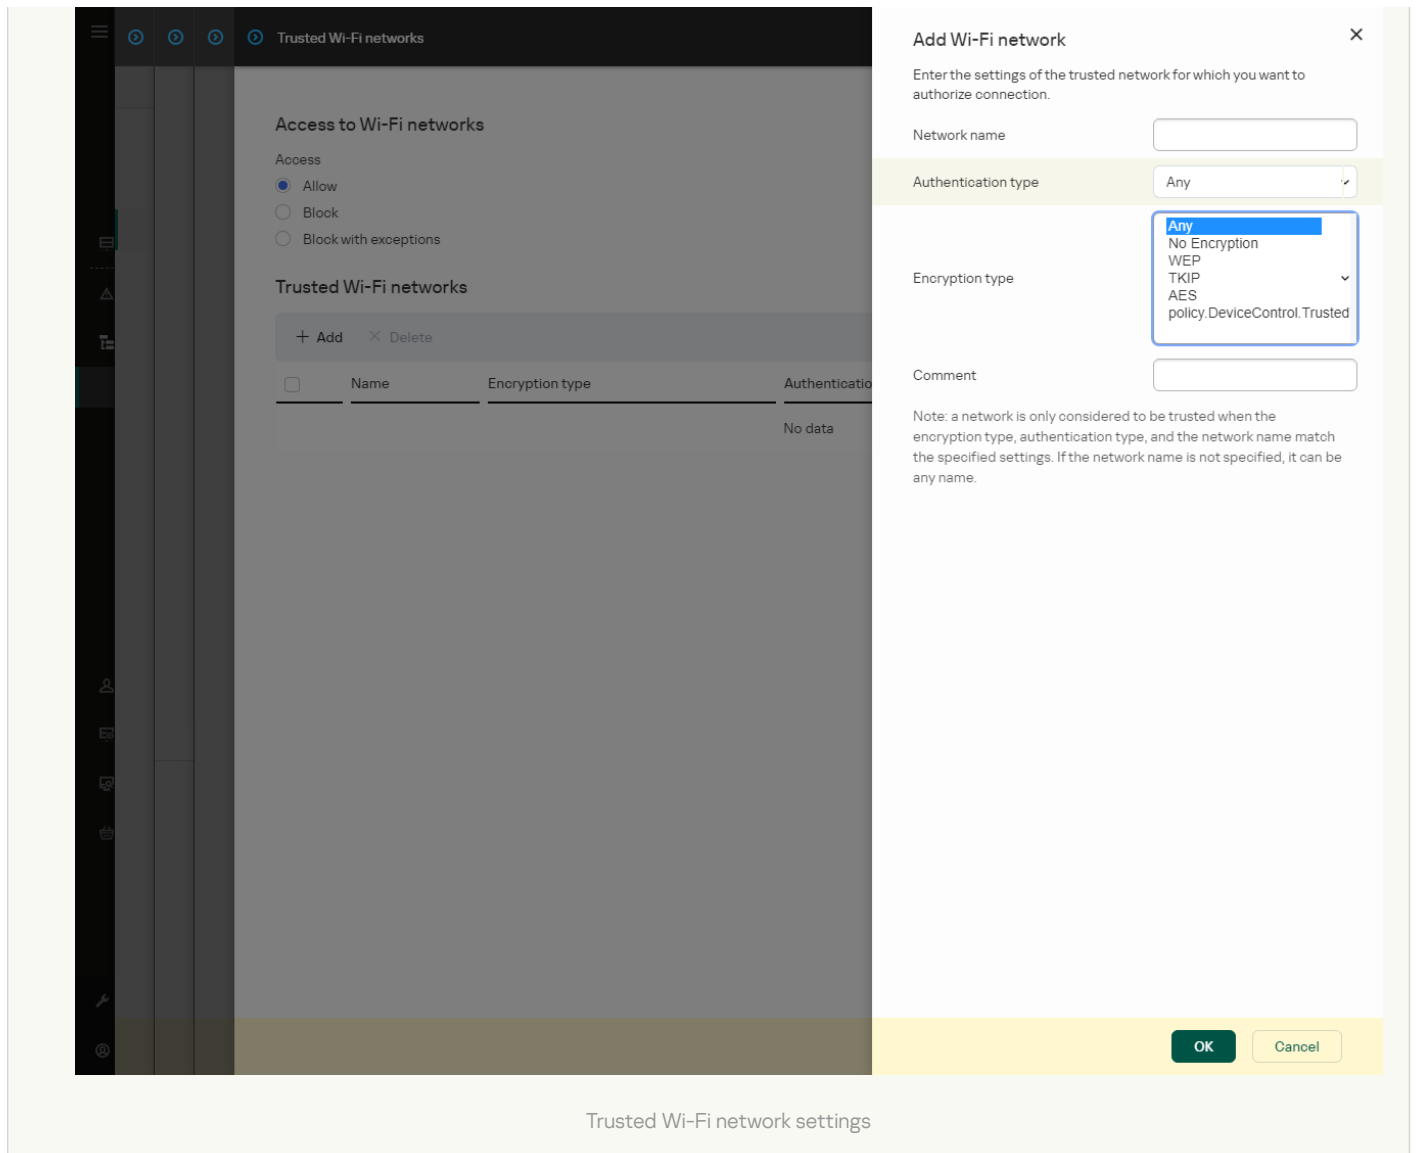 Trusted Wi-Fi networks
Access to Wi-Fi networks
Access
Allow
Block
Block with exceptions
Trusted Wi-Fi networks
Add
Delete
Name
Encryption type
Authenticatio
No data
Add Wi-Fi network
Enter the settings of the trusted network for which you want to
authorize connection.
Network name
Authentication type
Any
Encryption type
Any
No Encryption
WEP
TKIP
AES
policy.DeviceControl.Trusted
Comment
Note: a network is only considered to be trusted when the
encryption type, authentication type, and the network name match
the specified settings. If the network name is not specified, it can be
any name.
OK
Cancel
Trusted Wi-Fi network settings